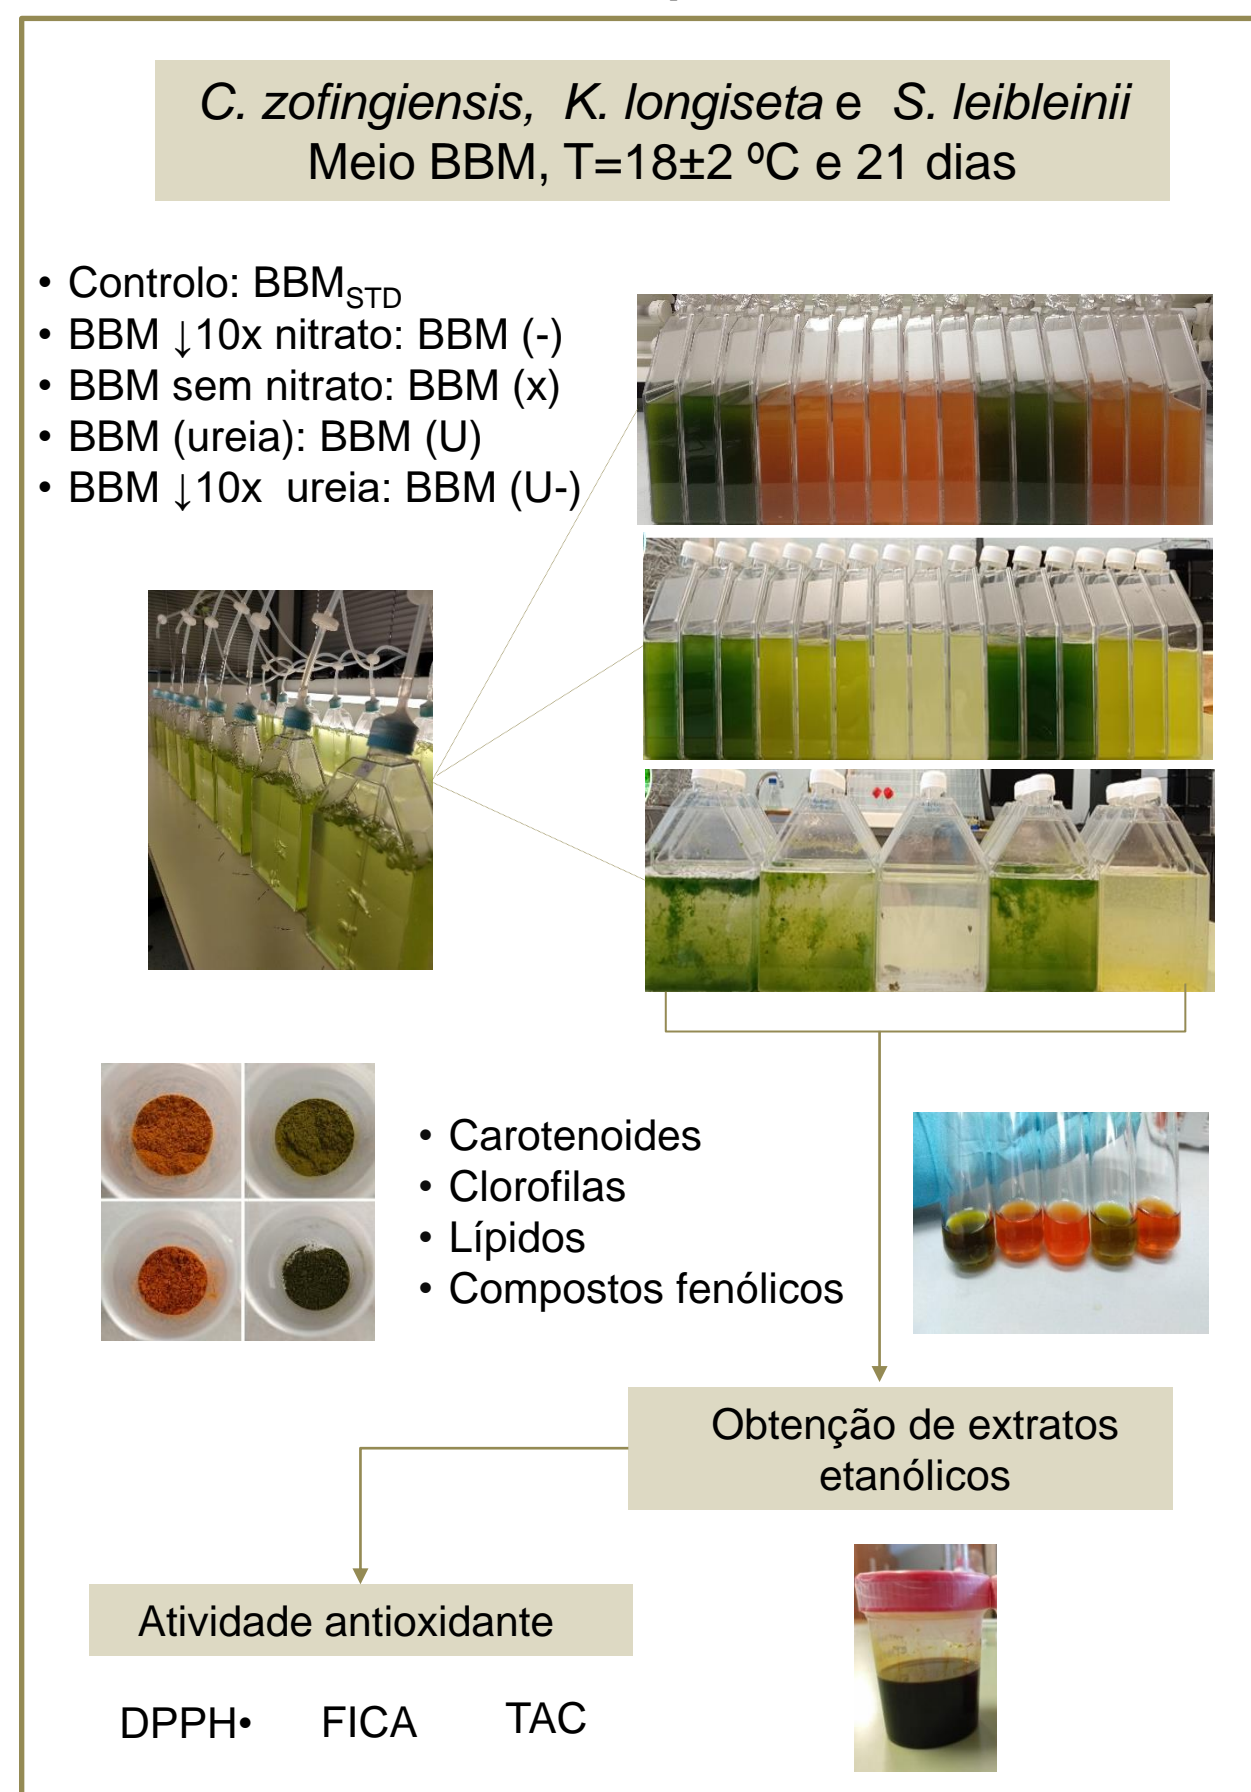 C. zofingiensis, K. longiseta e S. leibleinii
Meio BBM, T=18±2 ºC e 21 dias
• Controlo: BBM_STD
• BBM ↓10x nitrato: BBM (-)
• BBM sem nitrato: BBM (x)
• BBM (ureia): BBM (U)
• BBM ↓10x ureia: BBM (U-)
• Carotenoides
• Clorofilas
• Lípidos
• Compostos fenólicos
Obtenção de extratos
etanólicos
Atividade antioxidante
DPPH• FICA TAC